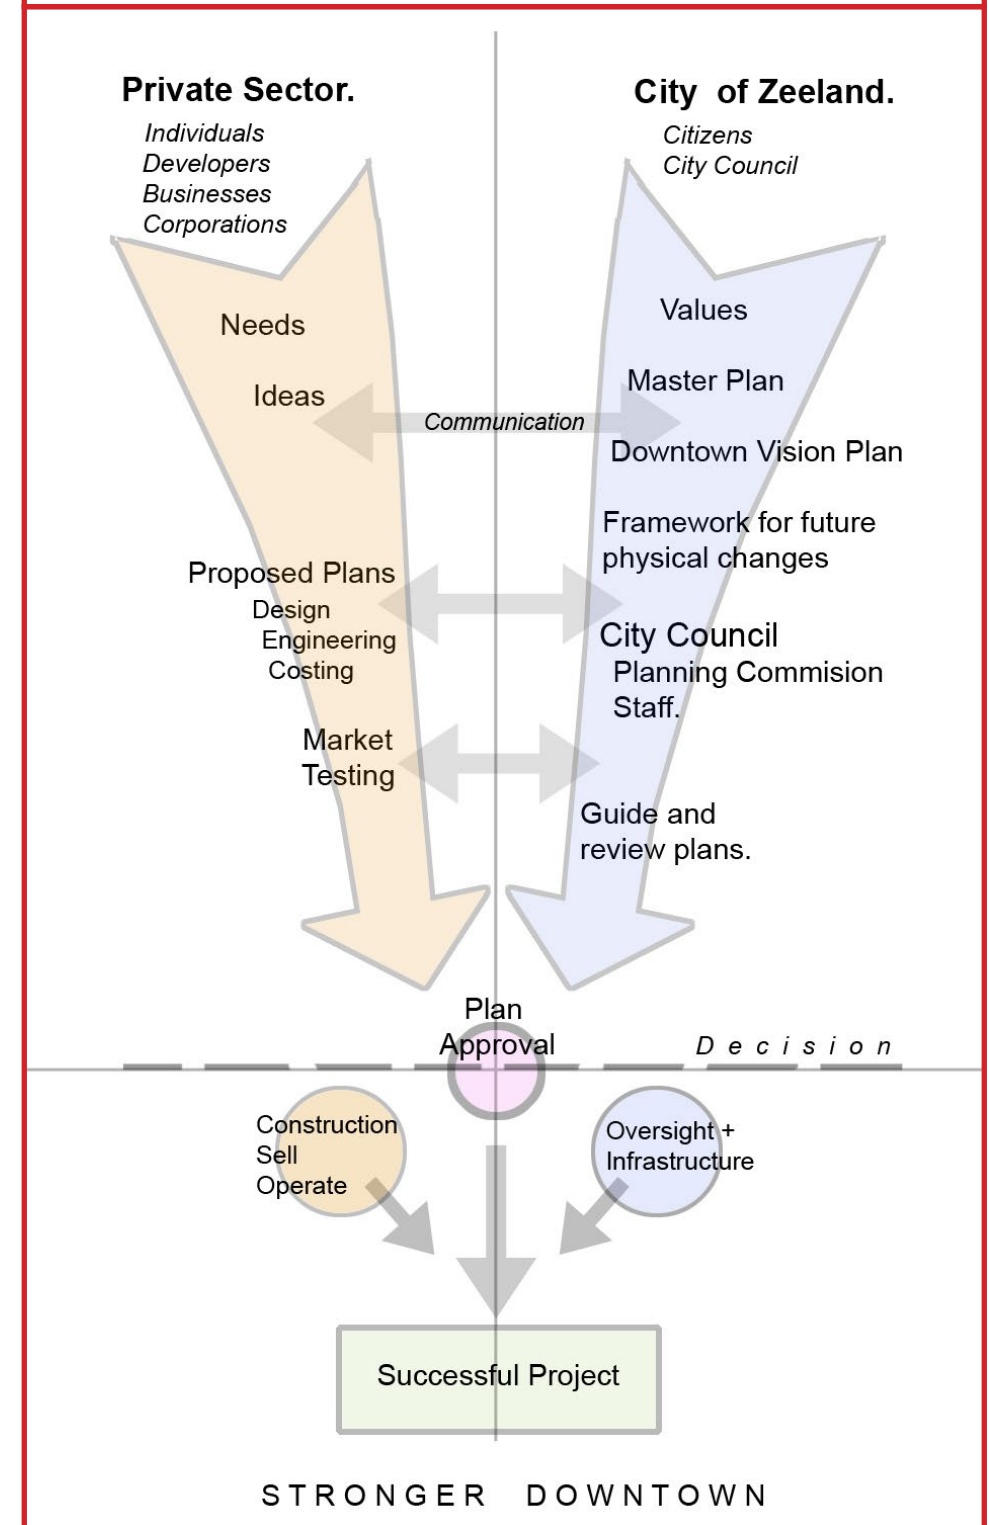 Private Sector.
Individuals
Developers
Businesses
Corporations
Needs
Ideas
Proposed Plans
Design
Engineering
Costing
Market
Testing
City of Zeeland.
Citizens
City Council
Values
Master Plan
Downtown Vision Plan
Framework for future
physical changes
City Council
Planning Commision
Staff.
Guide and
review plans.
Communication
Plan
Approval
Decision
Construction
Sell
Operate
Oversight +
Infrastructure
Successful Project
STRONGER DOWNTOWN